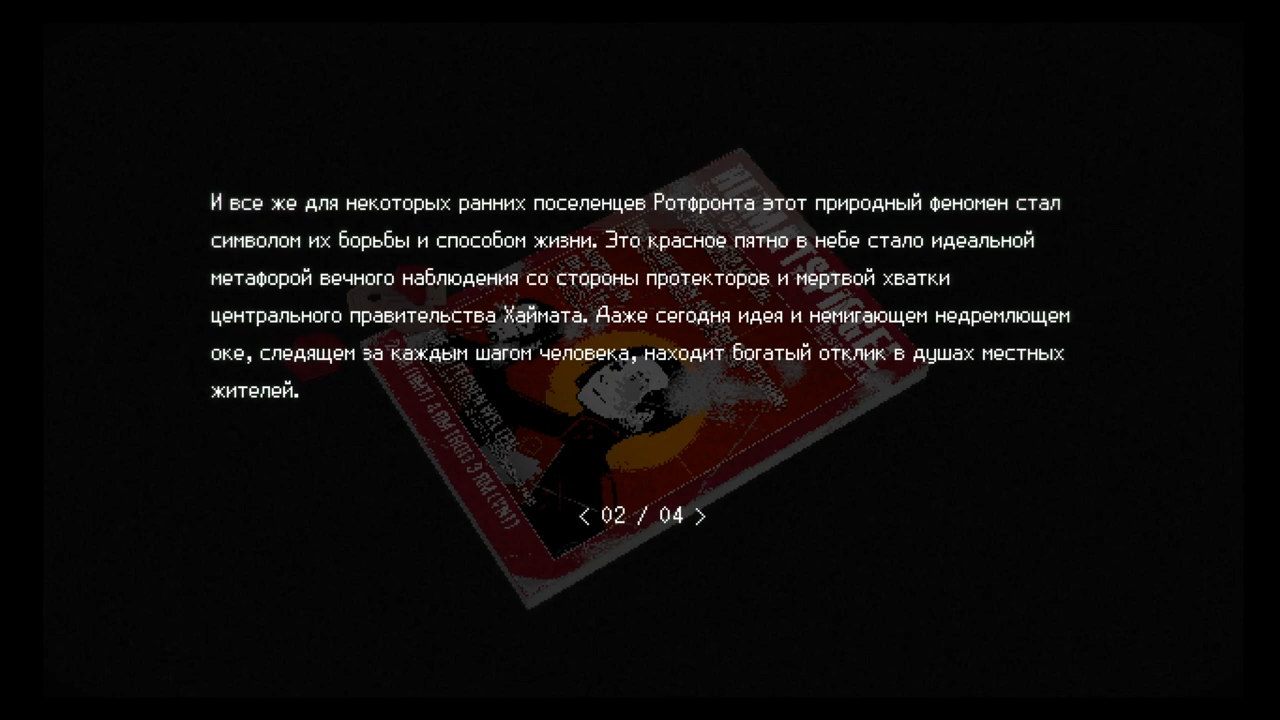 И все же для некоторых ранних поселенцев Ротфронта этот природный феномен стал
символом их борьбы и способом жизни. Это красное пятно в небе стало идеальной
метафорой вечного наблюдения со стороны протекторов и мертвой хватки
центрального правительства Хаймата. Даже сегодня идея и немигающем недремлющем
оке, следящем за каждым шагом человека, находит богатый отклик в душах местных
жителей.
< 02 / 04 >